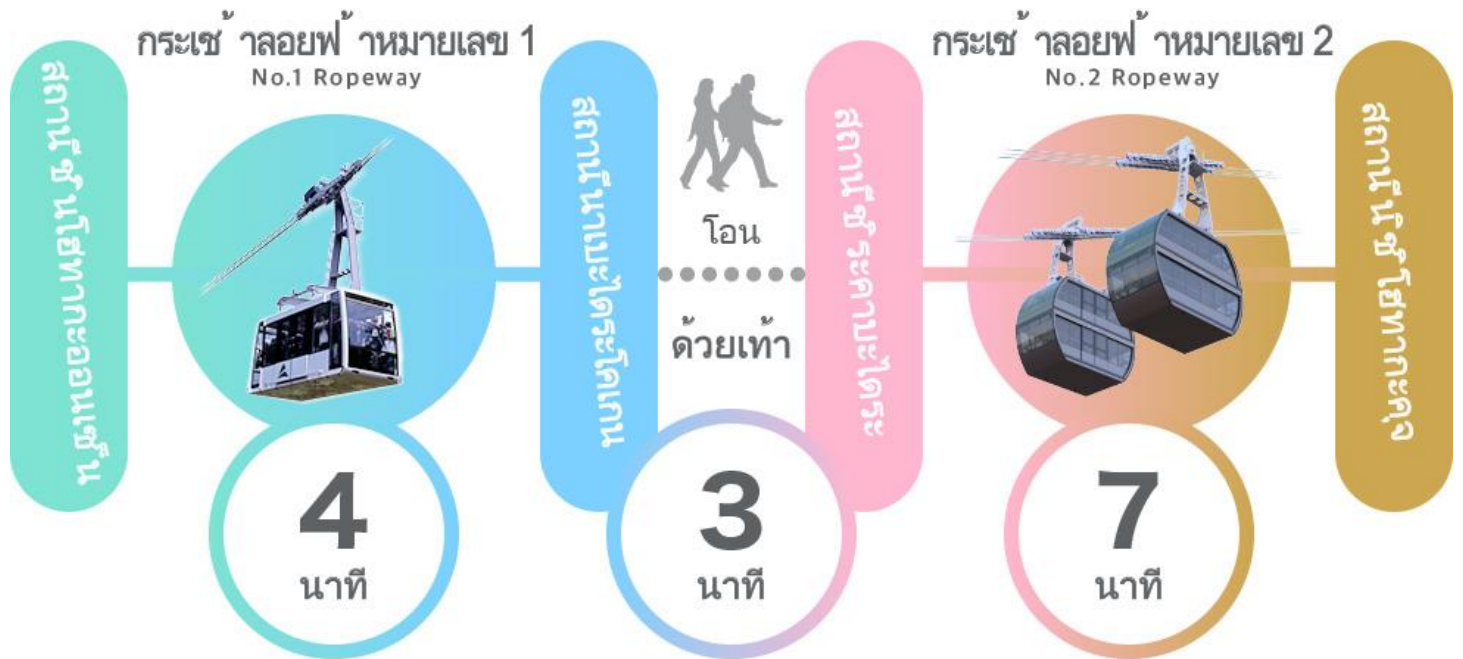 กระเช ้าลอยฟ ้าหมายเลข 1
No.1 Ropeway
กระเช ้าลอยฟ ้าหมายเลข 2
No.2 Ropeway
สถานีชินโฮทากะออนเซ็น
สถานีนาเบะไดระโคเกน
โอน
ด้วยเท้า
สถานีชิระคาบะไดระ
สถานีนิชิโฮทากะคุจ
4
นาที
3
นาที
7
นาที